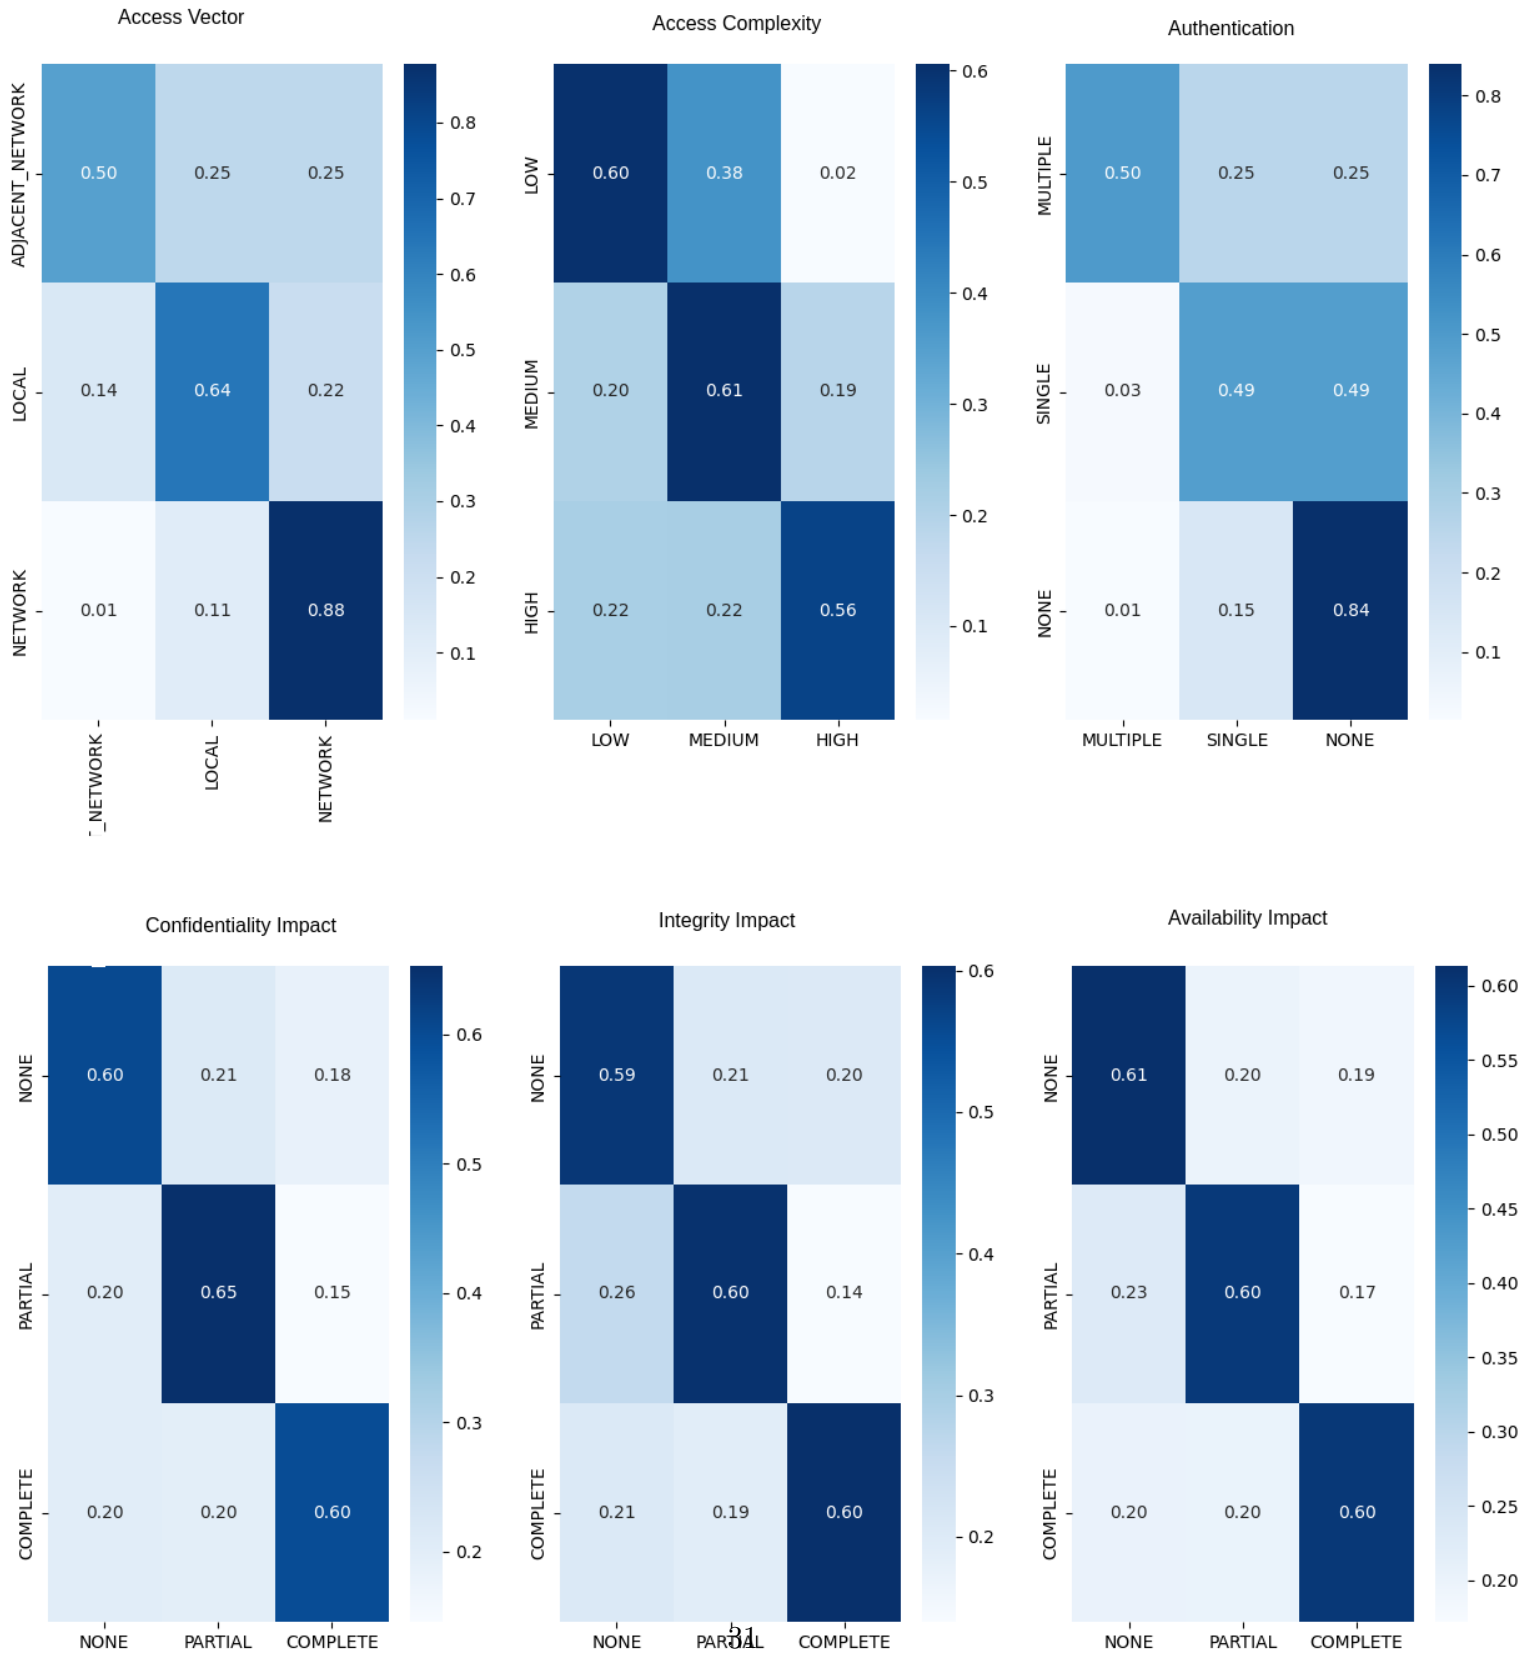 Access Vector
Access Complexity
Authentication
ADJACENT_NETWORK
LOCAL
NETWORK
0.50 0.25 0.25
0.14 0.64 0.22
0.01 0.11 0.88
T_NETWORK LOCAL NETWORK
0.8
0.7
0.6
0.5
0.4
0.3
0.2
0.1
LOW
MEDIUM
HIGH
0.60 0.38 0.02
0.20 0.61 0.19
0.22 0.22 0.56
LOW MEDIUM HIGH
0.6
0.5
0.4
0.3
0.2
0.1
MULTIPLE
SINGLE
NONE
0.50 0.25 0.25
0.03 0.49 0.49
0.01 0.15 0.84
MULTIPLE SINGLE NONE
0.8
0.7
0.6
0.5
0.4
0.3
0.2
0.1
Confidentiality Impact
Integrity Impact
Availability Impact
NONE
PARTIAL
COMPLETE
0.60 0.21 0.18
0.20 0.65 0.15
0.20 0.20 0.60
NONE PARTIAL COMPLETE
0.6
0.5
0.4
0.3
0.2
NONE
PARTIAL
COMPLETE
0.59 0.21 0.20
0.26 0.60 0.14
0.21 0.19 0.60
NONE PARTIAL COMPLETE
0.6
0.5
0.4
0.3
0.2
NONE
PARTIAL
COMPLETE
0.61 0.20 0.19
0.23 0.60 0.17
0.20 0.20 0.60
NONE PARTIAL COMPLETE
0.60
0.55
0.50
0.45
0.40
0.35
0.30
0.25
0.20
31